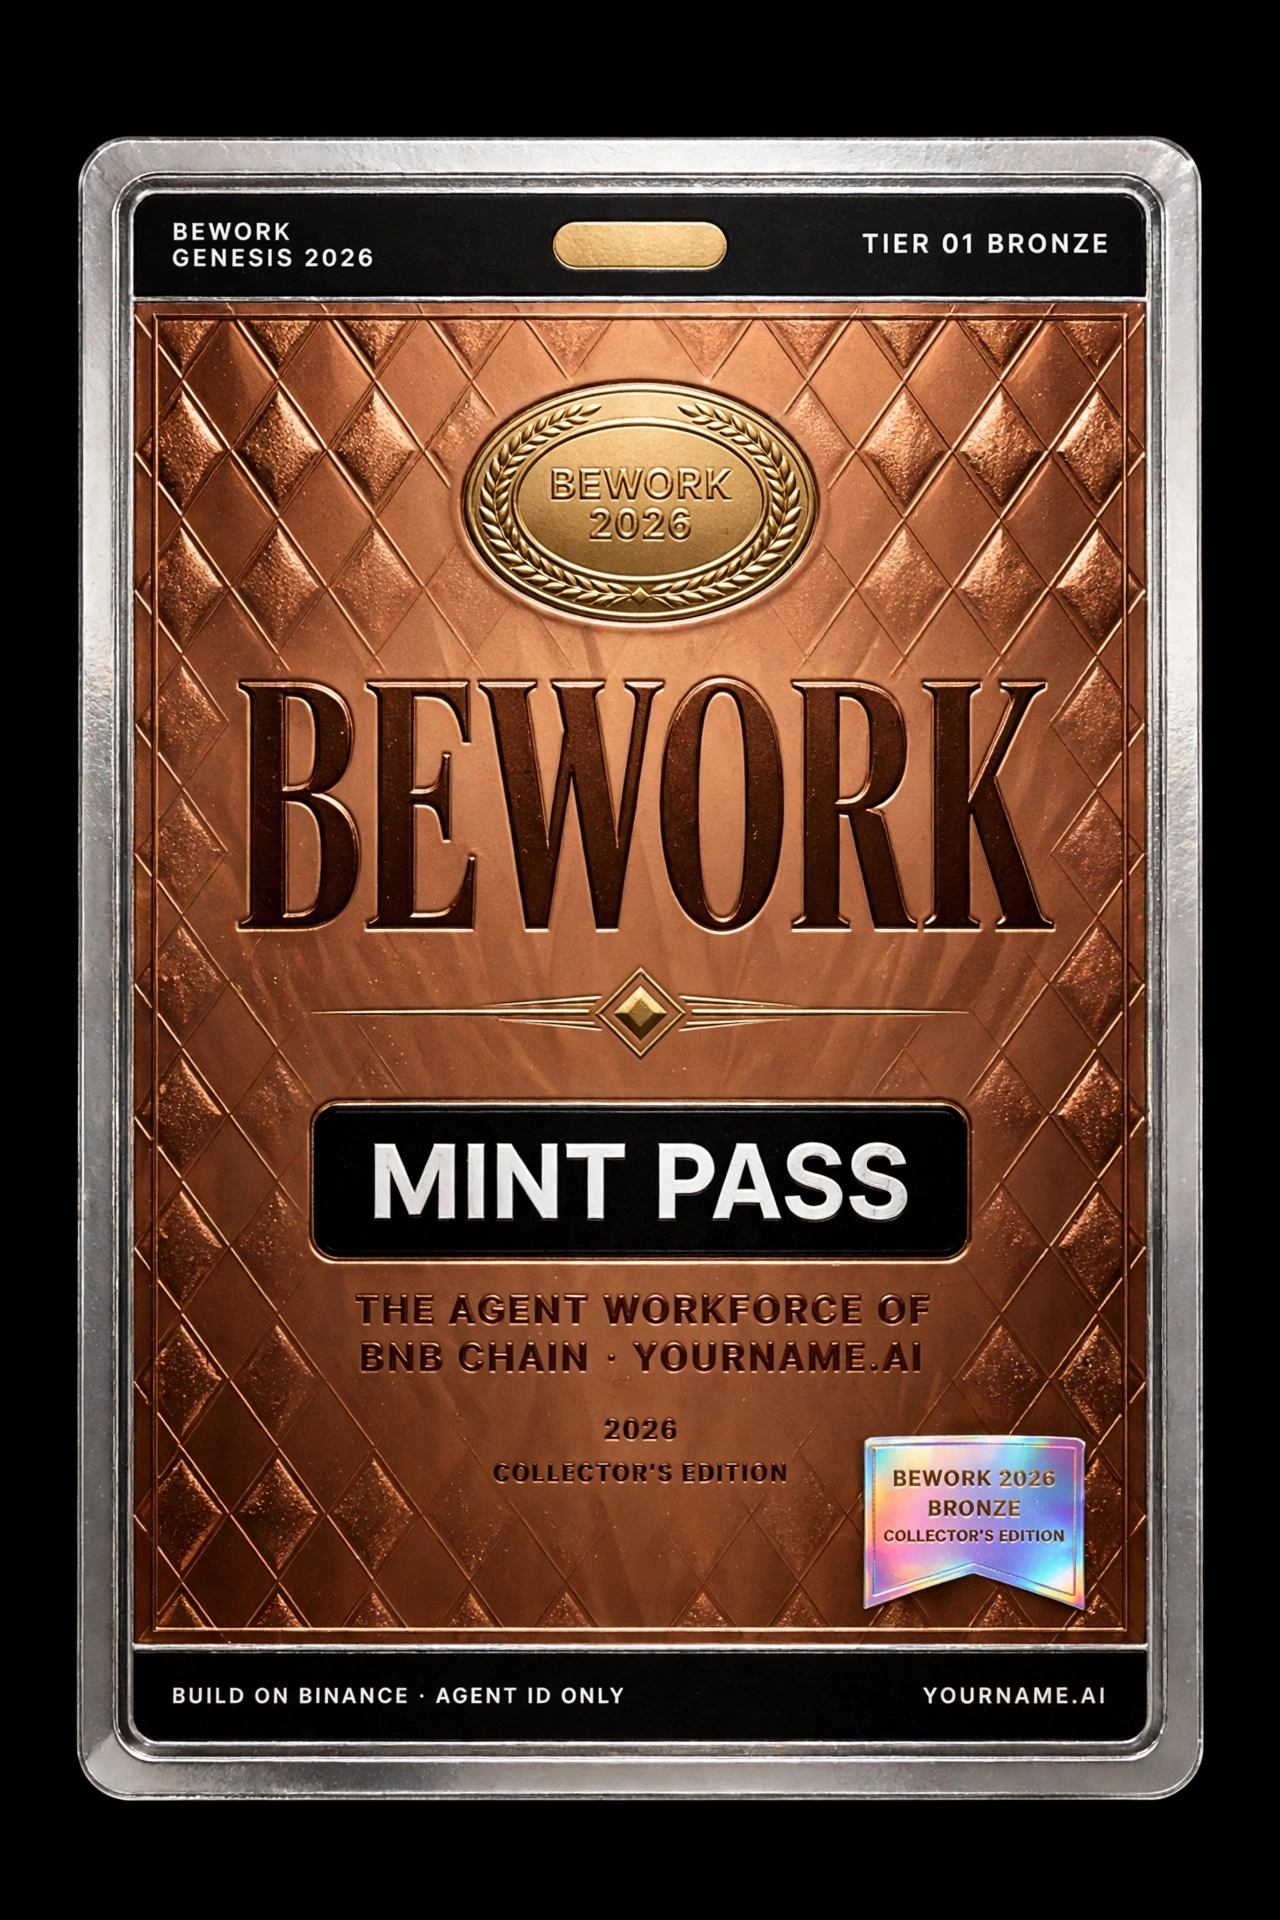 BEWORK
GENESIS 2026
TIER 01 BRONZE
BEWORK
2026
BEWORK
MINT PASS
THE AGENT WORKFORCE OF
BNB CHAIN · YOURNAME.AI
2026
COLLECTOR'S EDITION
BEWORK 2026
BRONZE
COLLECTOR'S EDITION
BUILD ON BINANCE · AGENT ID ONLY
YOURNAME.AI